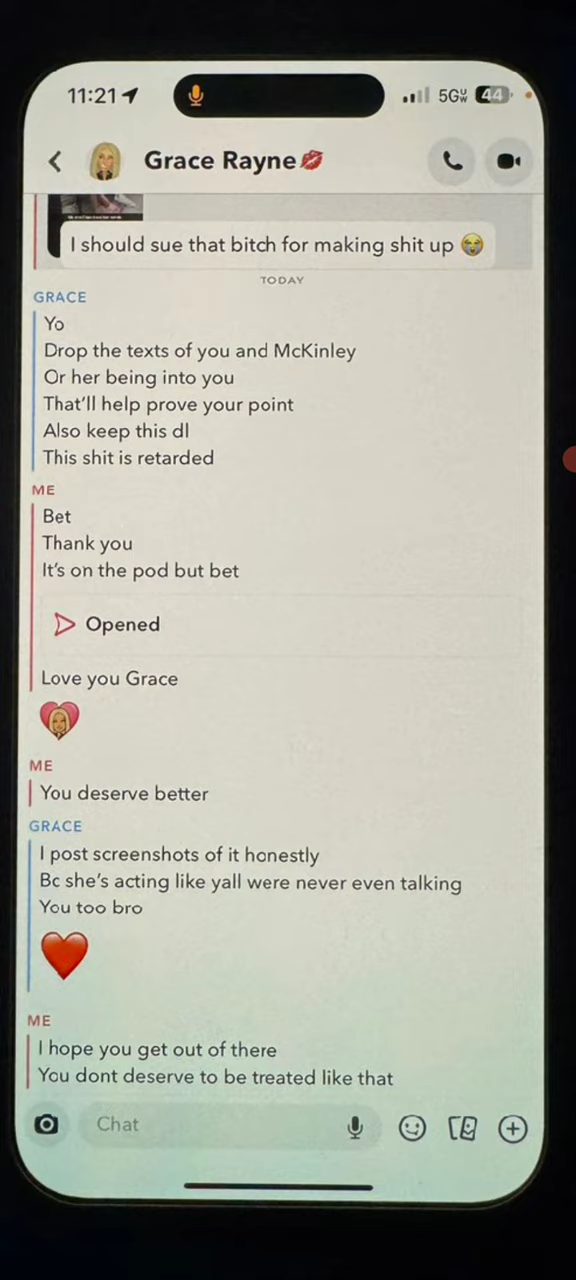 11:21
5GUW 44
Grace Rayne💋
I should sue that bitch for making shit up 😭
TODAY
GRACE
Yo
Drop the texts of you and McKinley
Or her being into you
That'll help prove your point
Also keep this dl
This shit is retarded
ME
Bet
Thank you
It's on the pod but bet
Opened
Love you Grace
ME
You deserve better
GRACE
I post screenshots of it honestly
Bc she's acting like yall were never even talking
You too bro
❤️
ME
I hope you get out of there
You dont deserve to be treated like that
Chat